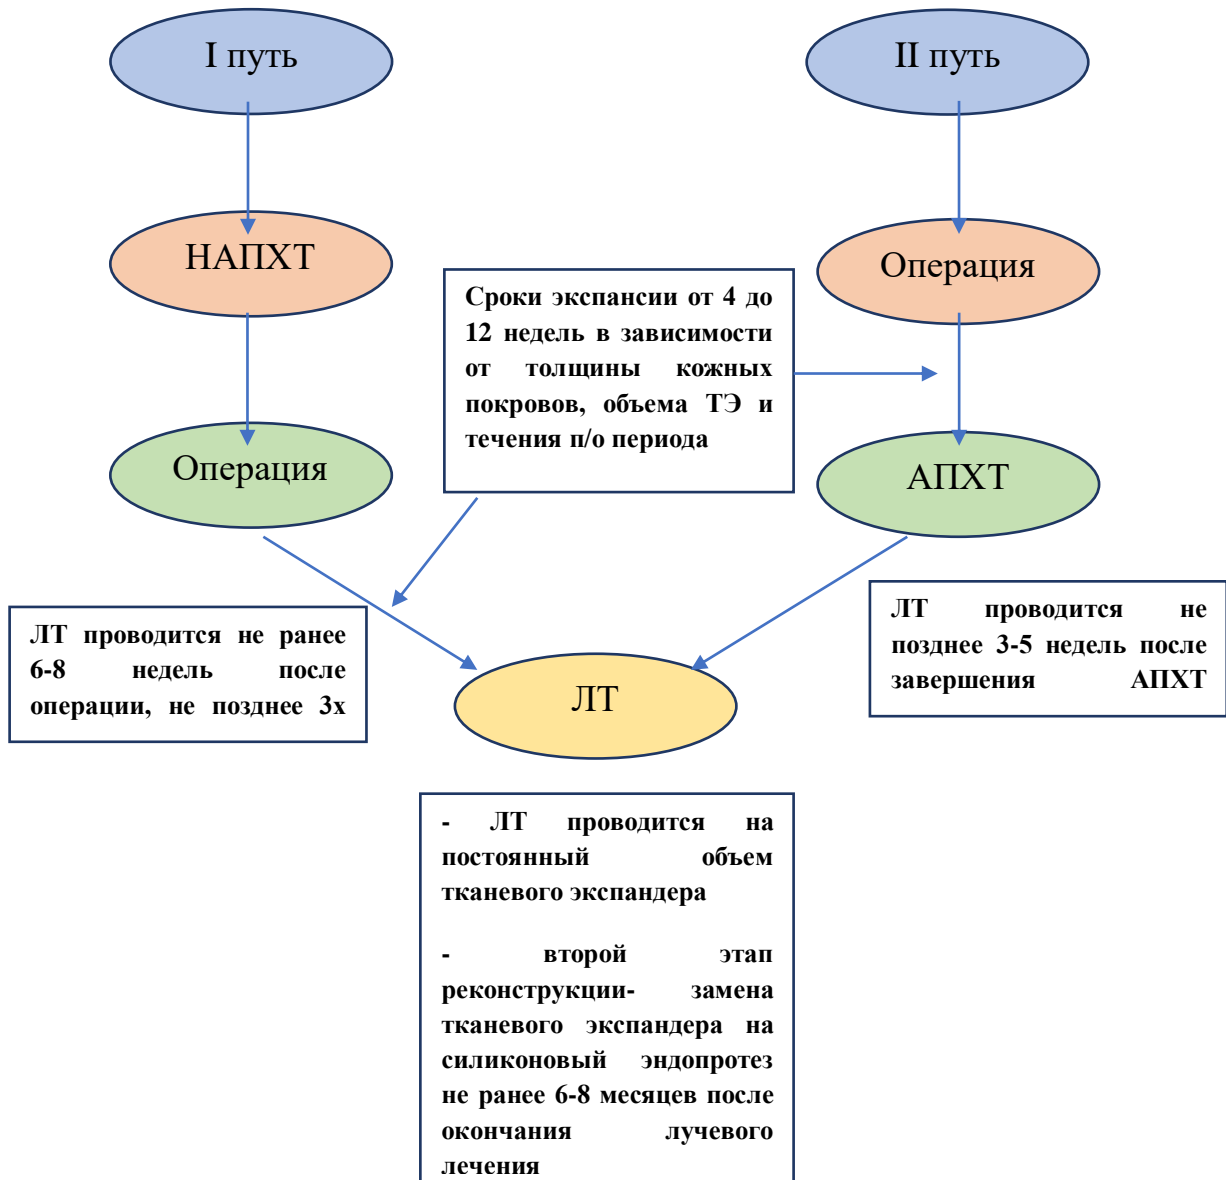 I путь
II путь
НАПХТ
Операция
Сроки экспансии от 4 до
12 недель в зависимости
от толщины кожных
покровов, объема ТЭ и
течения п/о периода
Операция
АПХТ
ЛТ проводится не ранее
6-8 недель после
операции, не позднее 3х
ЛТ проводится не
позднее 3-5 недель после
завершения АПХТ
ЛТ
- ЛТ проводится на
постоянный объем
тканевого экспандера
- второй этап
реконструкции- замена
тканевого экспандера на
силиконовый эндопротез
не ранее 6-8 месяцев после
окончания лучевого
лечения